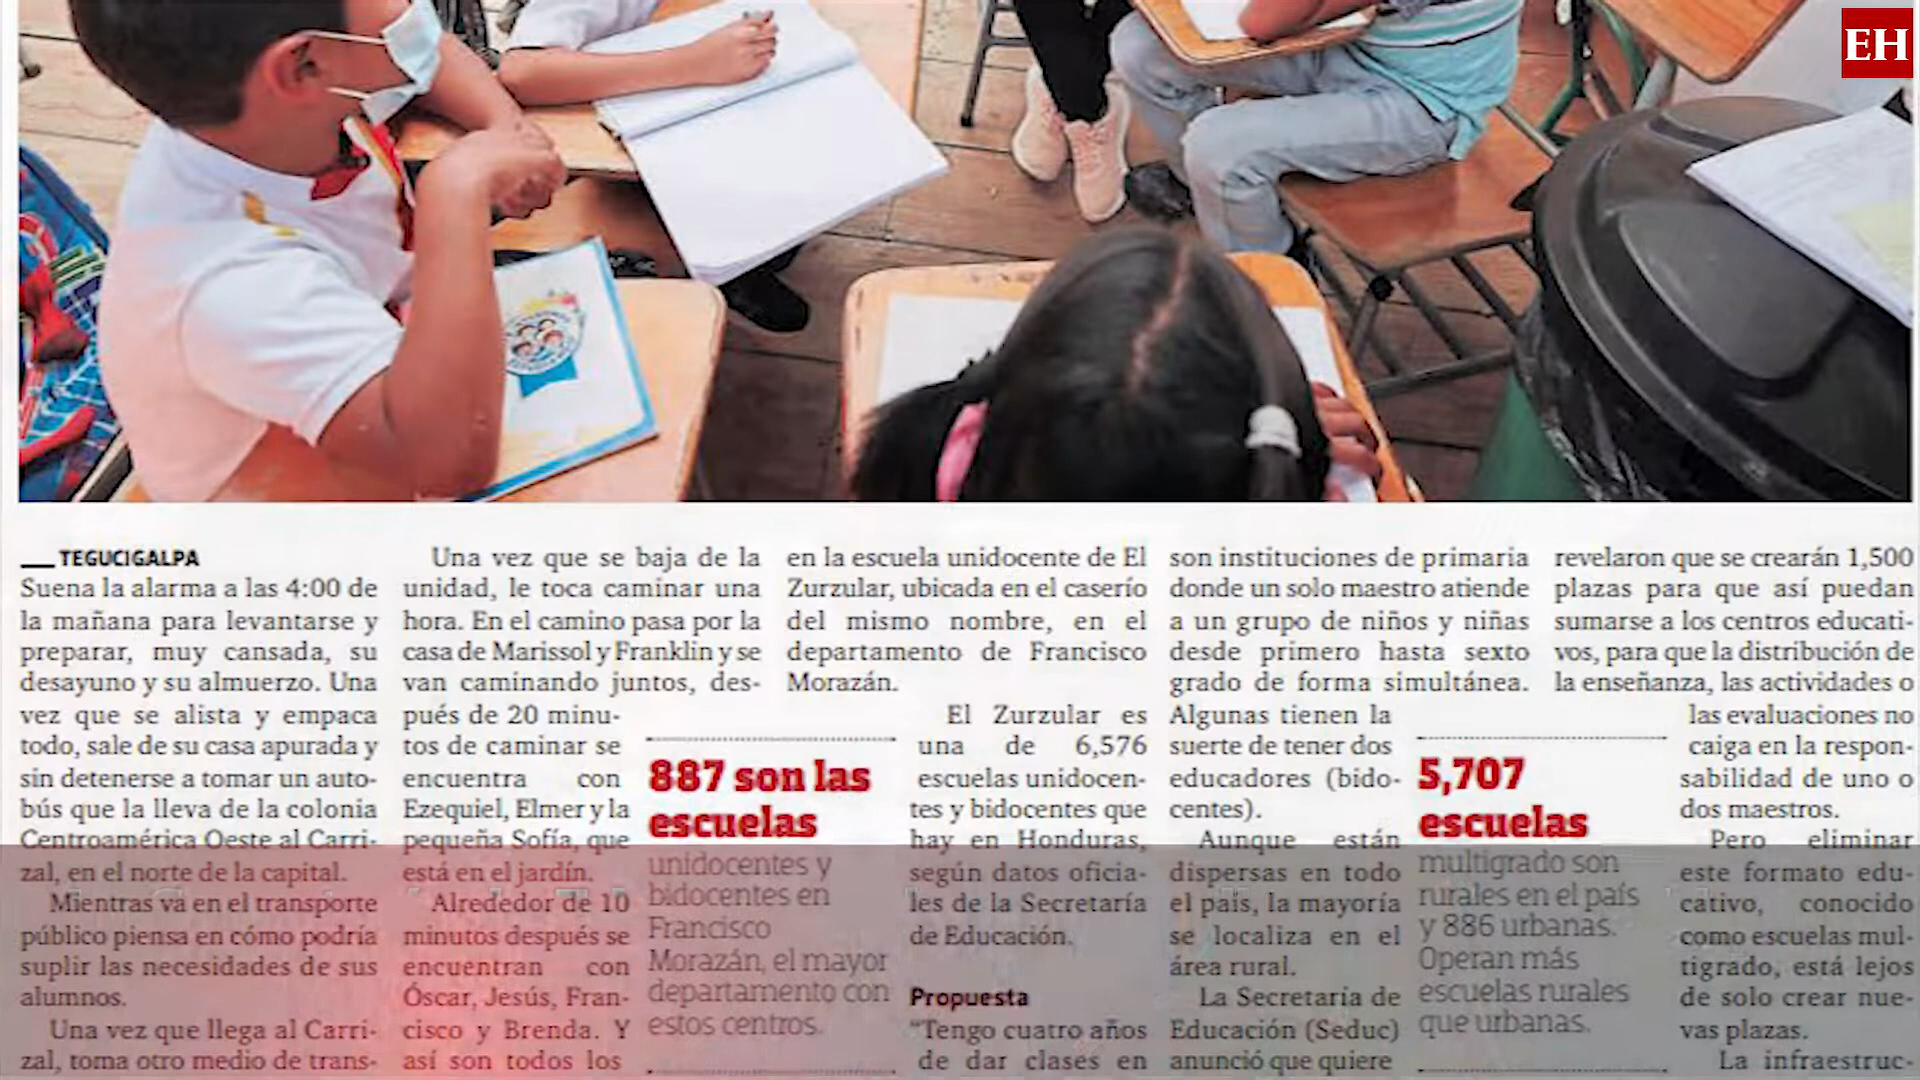 EH
TEGUCIGALPA
Suena la alarma a las 4:00 de
la mañana para levantarse y
preparar, muy cansada, su
desayuno y su almuerzo. Una
vez que se alista y empaca
todo, sale de su casa apurada y
sin detenerse a tomar un auto-
bús que la lleva de la colonia
Centroamérica Oeste al Carri-
zal, en el norte de la capital.
Mientras va en el transporte
público piensa en cómo podría
suplir las necesidades de sus
alumnos.
Una vez que llega al Carri-
zal, toma otro medio de trans-
Una vez que se baja de la
unidad, le toca caminar una
hora. En el camino pasa por la
casa de Marissol y Franklin y se
van caminando juntos, des-
pués de 20 minu-
tos de caminar se
encuentra con
Ezequiel, Elmer y la
pequeña Sofía, que
está en el jardín.
Alrededor de 10
minutos después se
encuentran con
Óscar, Jesús, Fran-
cisco y Brenda. Y
así son todos los
887 son las
escuelas
unidocentes y
bidocentes en
Francisco
Morazán, el mayor
departamento con
estos centros.
en la escuela unidocente de El
Zurzular, ubicada en el caserío
del mismo nombre, en el
departamento de Francisco
Morazán.
El Zurzular es
una de 6,576
escuelas unidocen-
tes y bidocentes que
hay en Honduras,
según datos oficia-
les de la Secretaría
de Educación.
Propuesta
"Tengo cuatro años
de dar clases en
son instituciones de primaria
donde un solo maestro atiende
a un grupo de niños y niñas
desde primero hasta sexto
grado de forma simultánea.
Algunas tienen la
suerte de tener dos
educadores (bido-
centes).
Aunque están
dispersas en todo
el país, la mayoría
se localiza en el
área rural.
La Secretaría de
Educación (Seduc)
anunció que quiere
5,707
escuelas
multigrado son
rurales en el país
y 886 urbanas.
Operan más
escuelas rurales
que urbanas.
revelaron que se crearán 1,500
plazas para que así puedan
sumarse a los centros educati-
vos, para que la distribución de
la enseñanza, las actividades o
las evaluaciones no
caiga en la respon-
sabilidad de uno o
dos maestros.
Pero eliminar
este formato edu-
cativo, conocido
como escuelas mul-
tigrado, está lejos
de solo crear nue-
vas plazas.
La infraestruc-